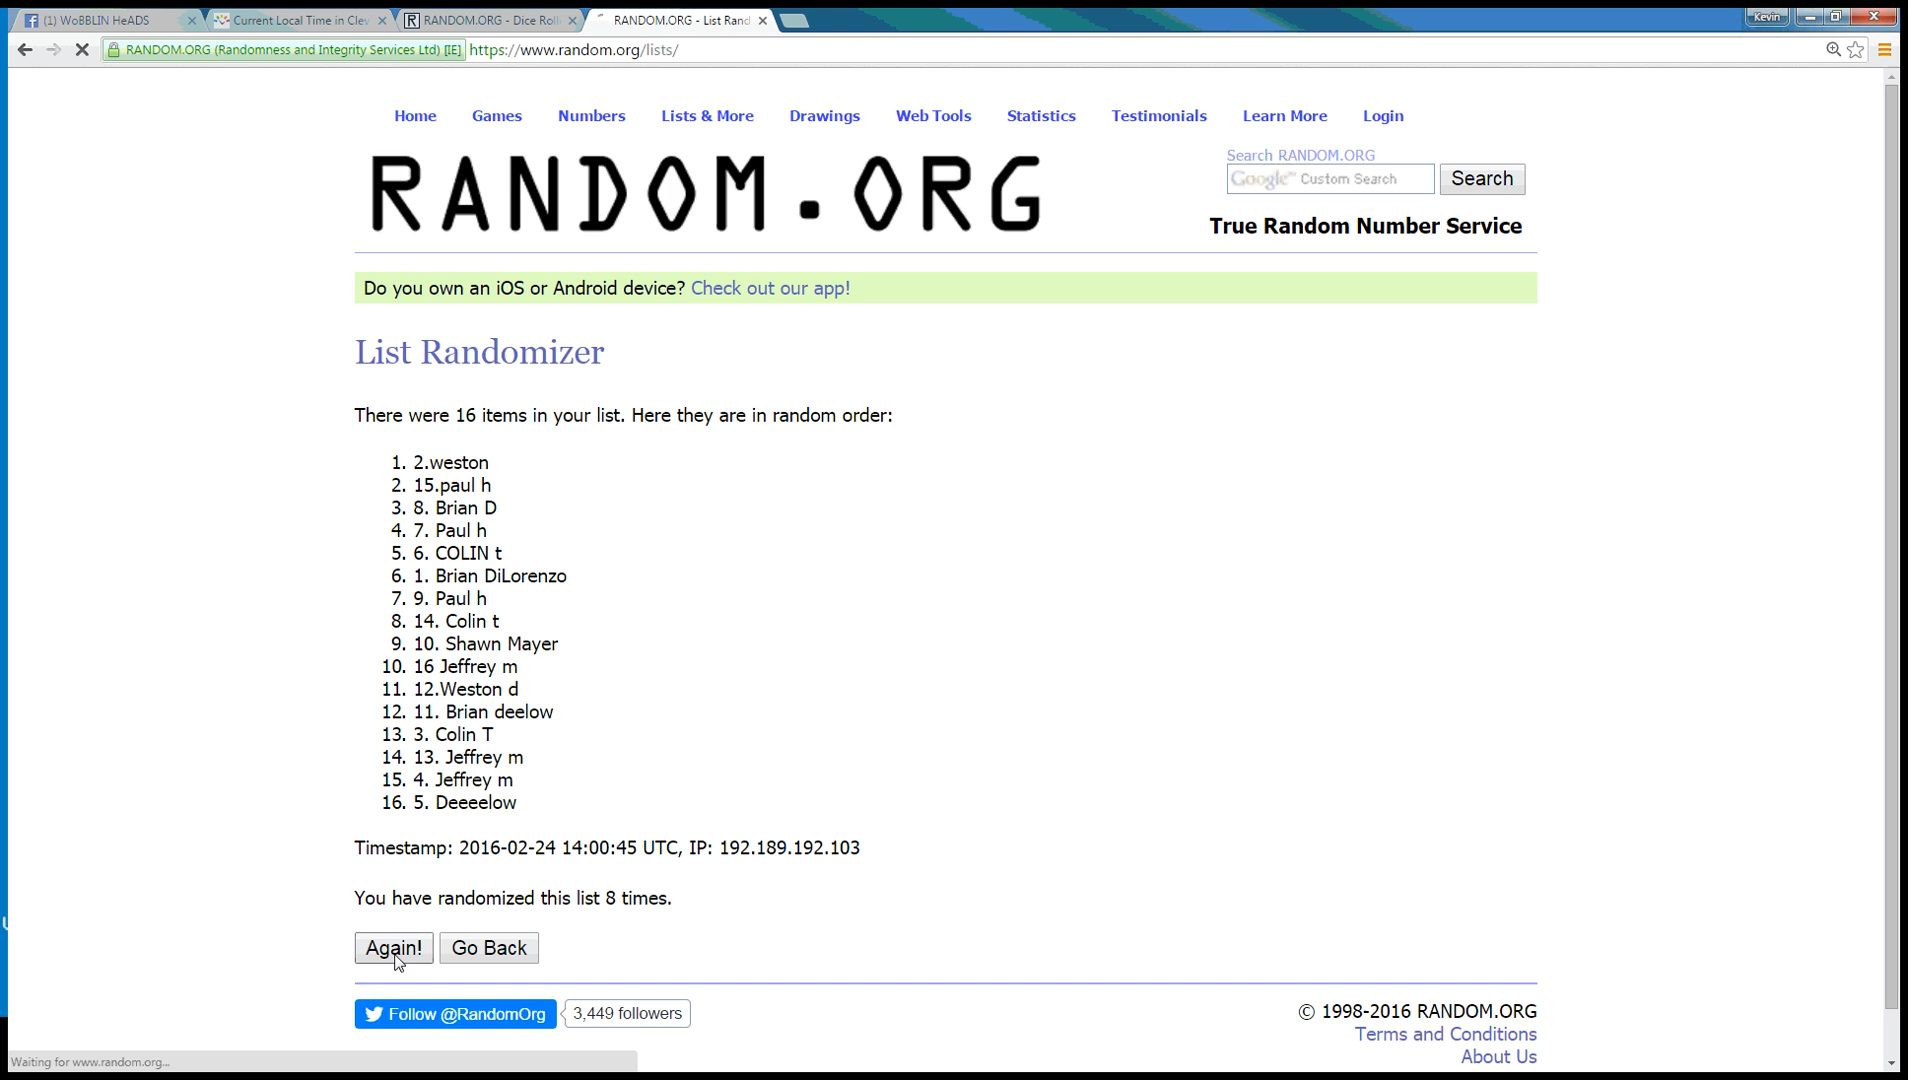 (1) WoBBLIN HeADS
Current Local Time in Clev
RANDOM.ORG - Dice Roll
RANDOM.ORG - List Rand
Kevin
RANDOM.ORG (Randomness and Integrity Services Ltd) [IE]
https://www.random.org/lists/
Home Games Numbers Lists & More Drawings Web Tools Statistics Testimonials Learn More Login
RANDOM.ORG
Search RANDOM.ORG
Google™ Custom Search
Search
True Random Number Service
Do you own an iOS or Android device? Check out our app!
List Randomizer
There were 16 items in your list. Here they are in random order:
1. 2.weston
2. 15.paul h
3. 8. Brian D
4. 7. Paul h
5. 6. COLIN t
6. 1. Brian DiLorenzo
7. 9. Paul h
8. 14. Colin t
9. 10. Shawn Mayer
10. 16 Jeffrey m
11. 12.Weston d
12. 11. Brian deelow
13. 3. Colin T
14. 13. Jeffrey m
15. 4. Jeffrey m
16. 5. Deeeelow
Timestamp: 2016-02-24 14:00:45 UTC, IP: 192.189.192.103
You have randomized this list 8 times.
Again! Go Back
Follow @RandomOrg
3,449 followers
© 1998-2016 RANDOM.ORG
Terms and Conditions
About Us
Waiting for www.random.org...